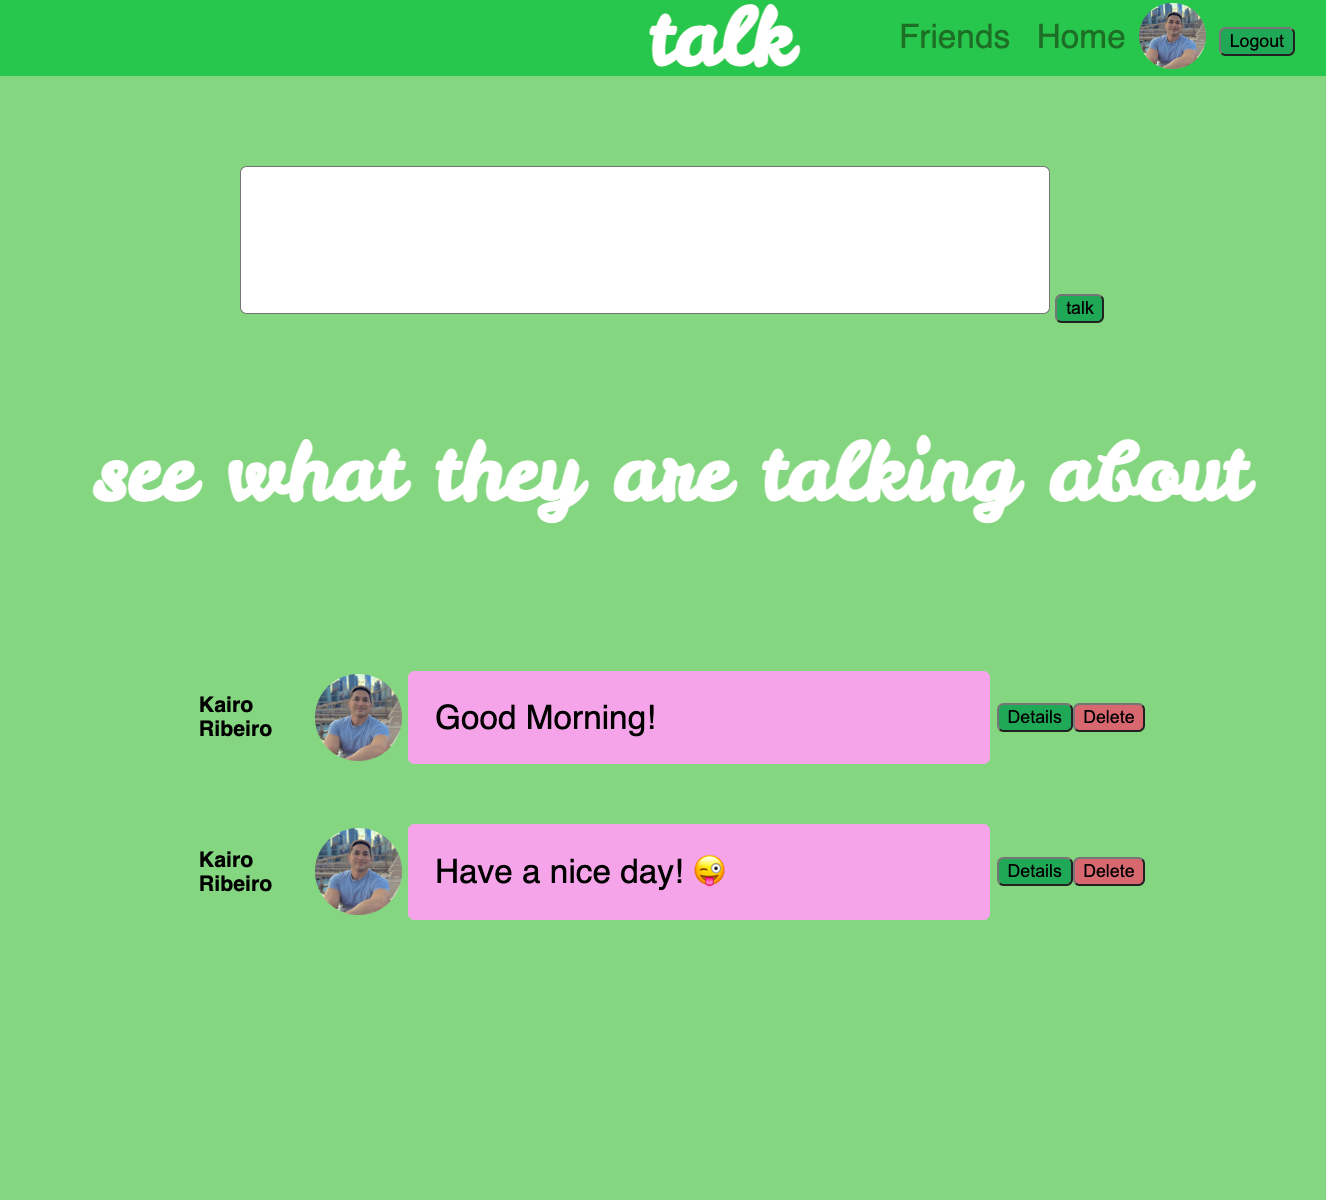 talk
Friends Home Logout
talk
see what they are talking about
Kairo
Ribeiro
Good Morning!
Details Delete
Kairo
Ribeiro
Have a nice day! 😜
Details Delete